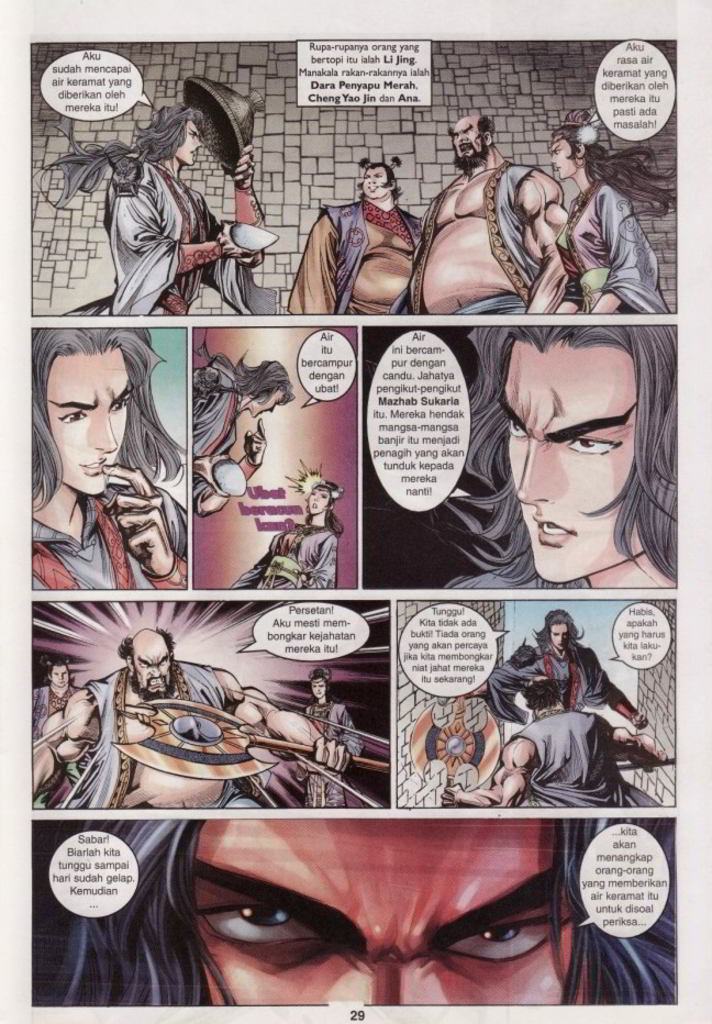 Aku
sudah mencapai
air keramat yang
diberikan oleh
mereka itu!
Rupa-rupanya orang yang
bertopi itu ialah Li Jing.
Manakala rakan-rakannya ialah
Dara Penyapu Merah,
Cheng Yao Jin dan Ana.
Aku
rasa air
keramat yang
diberikan oleh
mereka itu
pasti ada
masalah!
Air
itu
bercampur
dengan
ubat!
Ubat
beracun
kah?
Air
ini bercam-
pur dengan
candu. Jahatya
pengikut-pengikut
Mazhab Sukaria
itu. Mereka hendak
mangsa-mangsa
banjir itu menjadi
penagih yang akan
tunduk kepada
mereka
nanti!
Persetan!
Aku mesti mem-
bongkar kejahatan
mereka itu!
Tunggu!
Kita tidak ada
bukti! Tiada orang
yang akan percaya
jika kita membongkar
niat jahat mereka
itu sekarang!
Habis,
apakah
yang harus
kita laku-
kan?
Sabar!
Biarlah kita
tunggu sampai
hari sudah gelap.
Kemudian
...
...kita
akan
menangkap
orang-orang
yang memberikan
air keramat itu
untuk disoal
periksa...
29